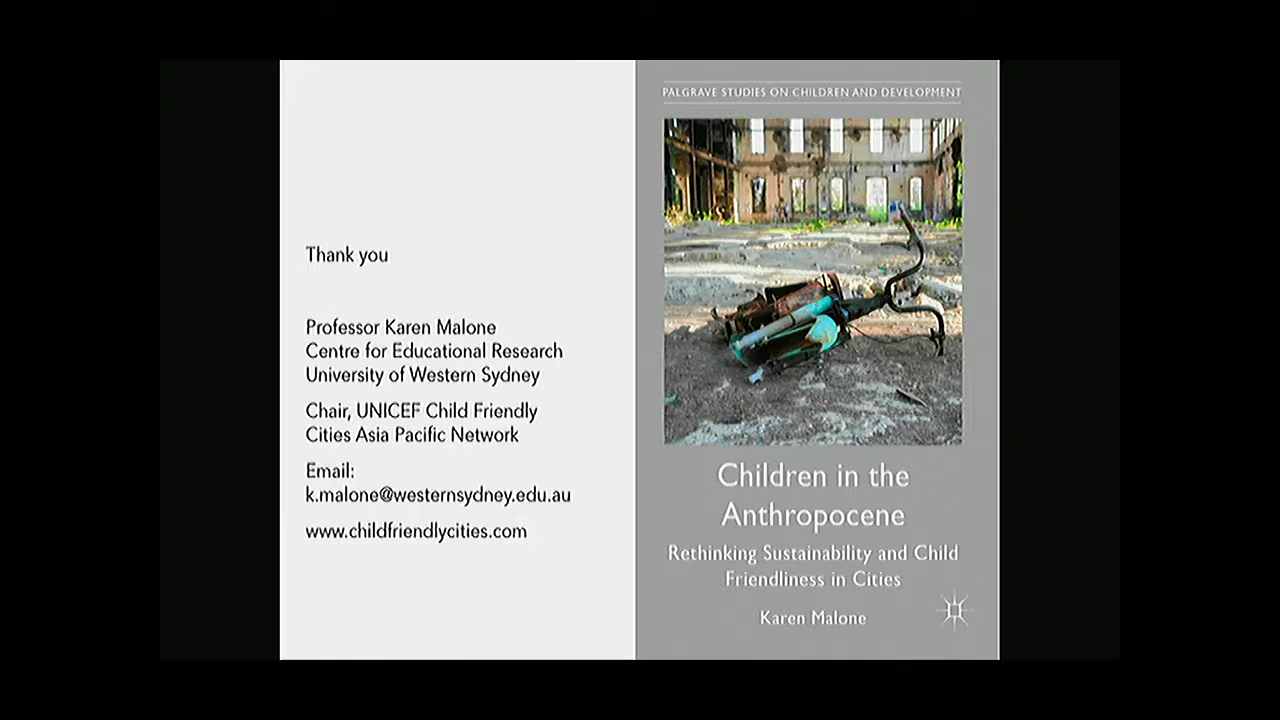 Thank you
Professor Karen Malone
Centre for Educational Research
University of Western Sydney
Chair, UNICEF Child Friendly
Cities Asia Pacific Network
Email:
k.malone@westernsydney.edu.au
www.childfriendlycities.com
PALGRAVE STUDIES ON CHILDREN AND DEVELOPMENT
Children in the
Anthropocene
Rethinking Sustainability and Child
Friendliness in Cities
Karen Malone